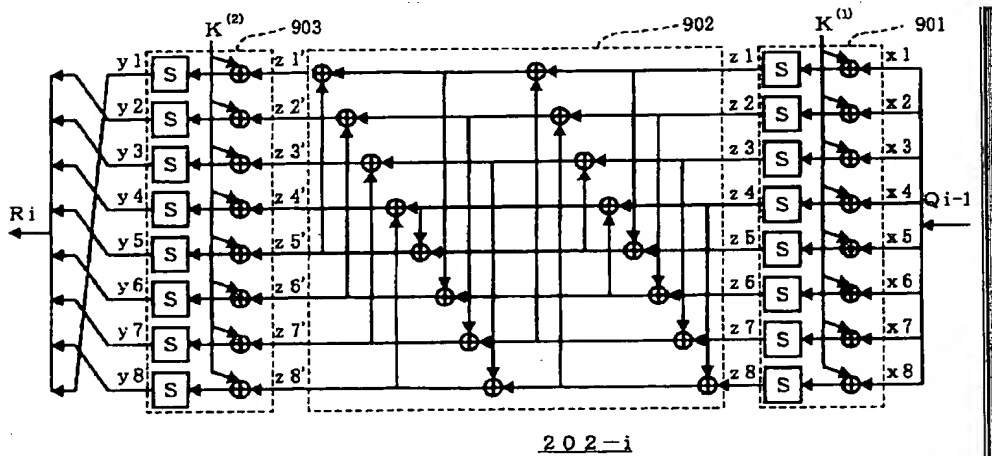 K(2) 903 902 K(1) 901
y1 S z1' z1 S x1
y2 S z2' z2 S x2
y3 S z3' z3 S x3
y4 S z4' z4 S x4
Ri Qi-1
y5 S z5' z5 S x5
y6 S z6' z6 S x6
y7 S z7' z7 S x7
y8 S z8' z8 S x8
202-i